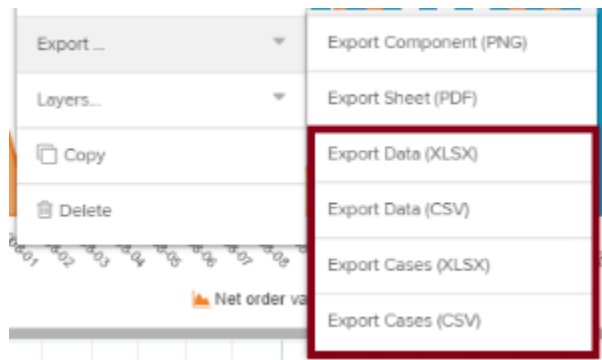 Export ...
Layers...
Copy
Delete
Export Component (PNG)
Export Sheet (PDF)
Export Data (XLSX)
Export Data (CSV)
Export Cases (XLSX)
Export Cases (CSV)
Net order va